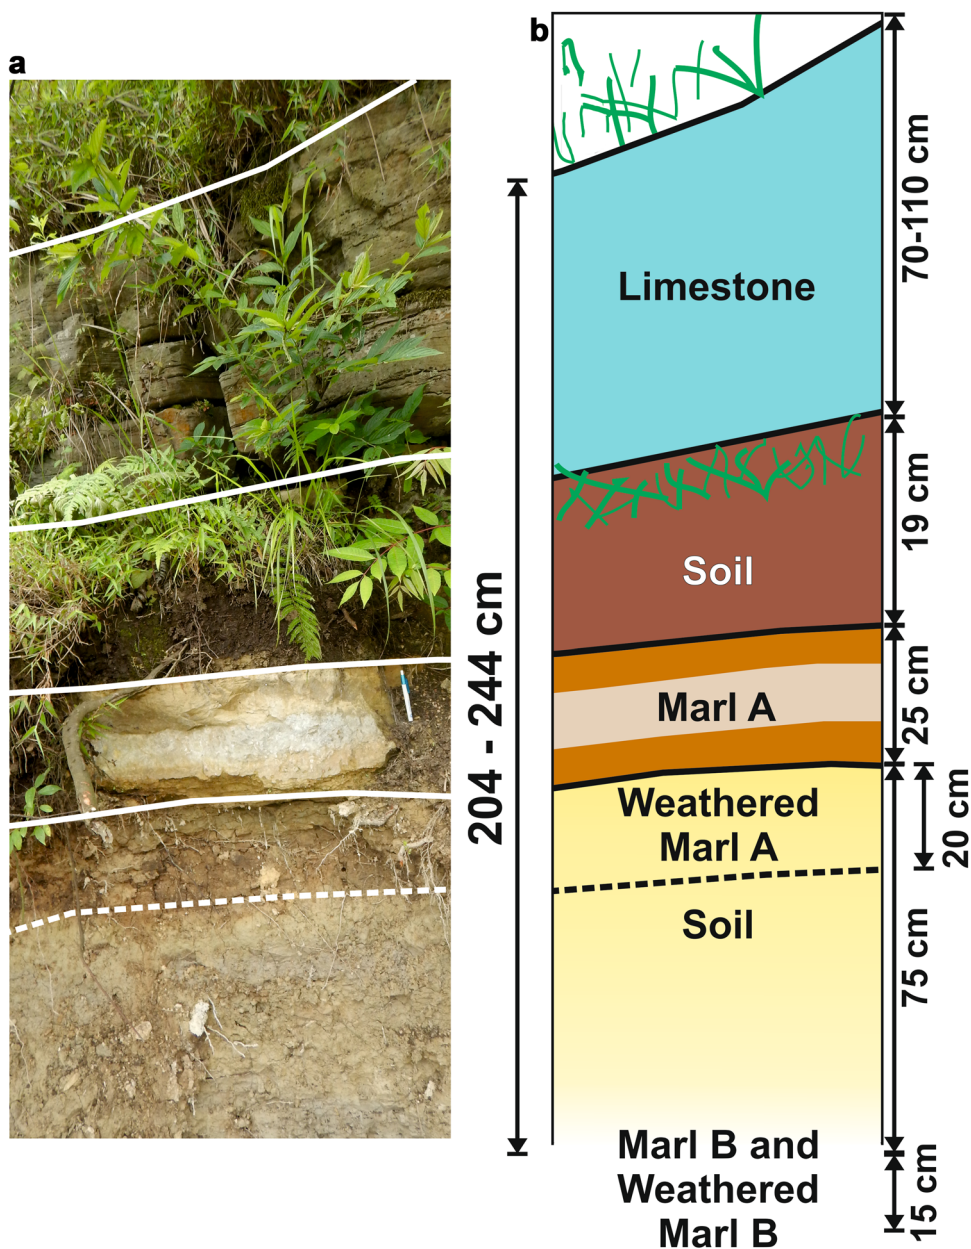 a
b
Limestone
Soil
Marl A
Weathered
Marl A
Soil
Marl B and
Weathered
Marl B
204 - 244 cm
70-110 cm
19 cm
25 cm
20 cm
75 cm
15 cm